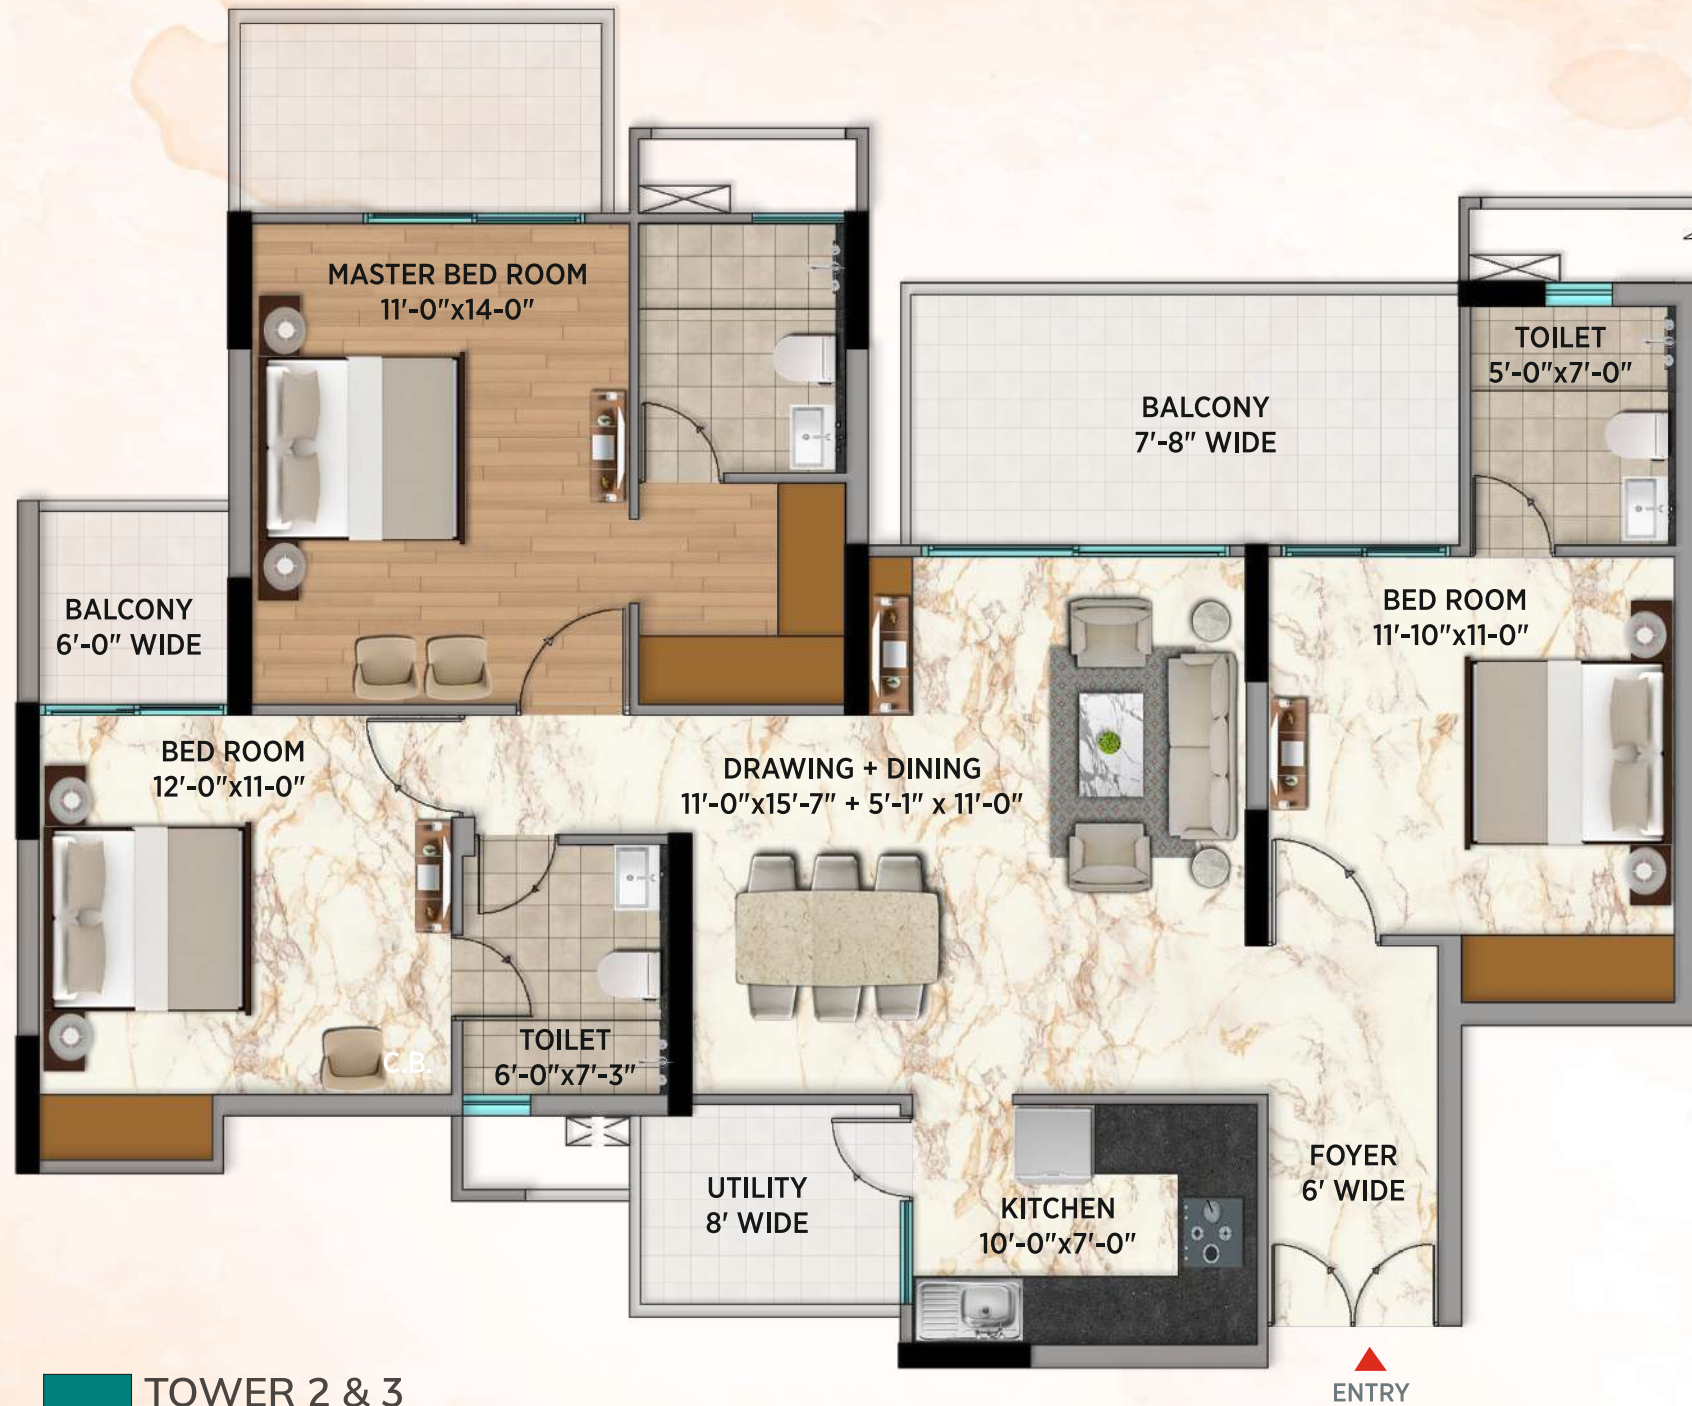 MASTER BED ROOM
11'-0"x14-0"
TOILET
5'-0"x7'-0"
BALCONY
7'-8" WIDE
BALCONY
6'-0" WIDE
BED ROOM
11'-10"x11-0"
BED ROOM
12'-0"x11-0"
DRAWING + DINING
11'-0"x15'-7" + 5'-1" x 11'-0"
C.B.
TOILET
6'-0"x7'-3"
UTILITY
8' WIDE
KITCHEN
10'-0"x7'-0"
FOYER
6' WIDE
ENTRY
TOWER 2 & 3